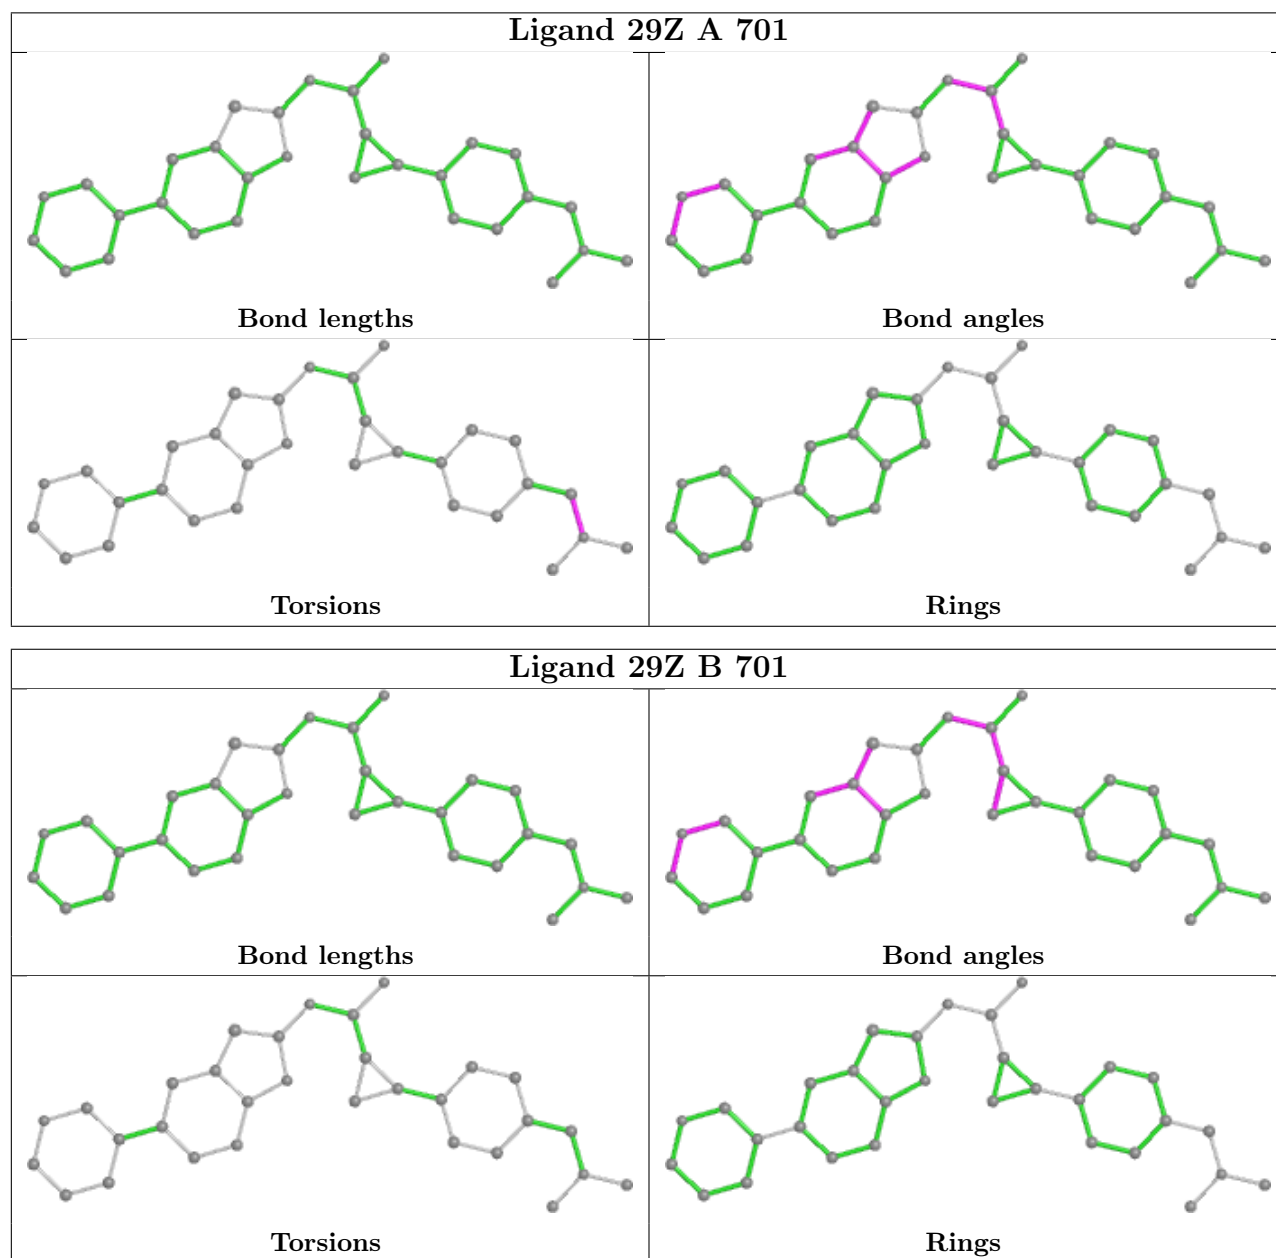 Ligand 29Z A 701
Bond lengths
Bond angles
Torsions
Rings
Ligand 29Z B 701
Bond lengths
Bond angles
Torsions
Rings